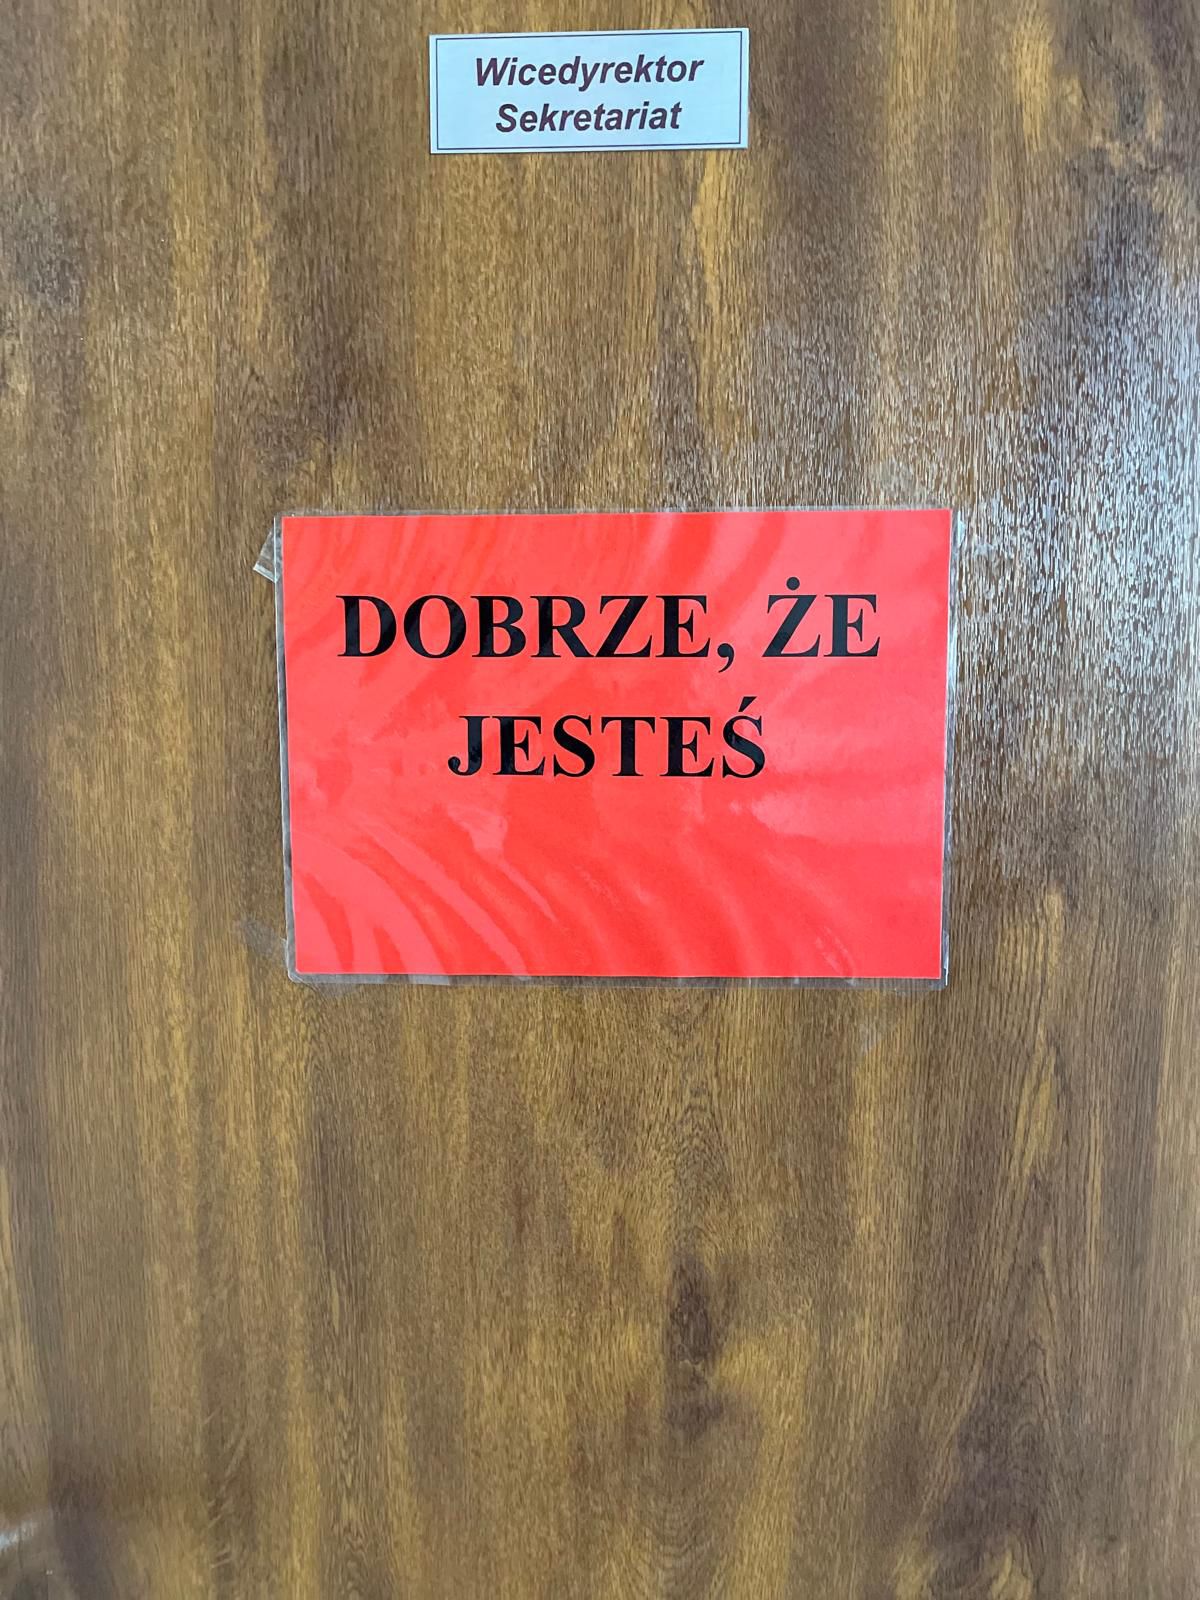 Wicedyrektor
Sekretariat
DOBRZE, ŻE
JESTEŚ